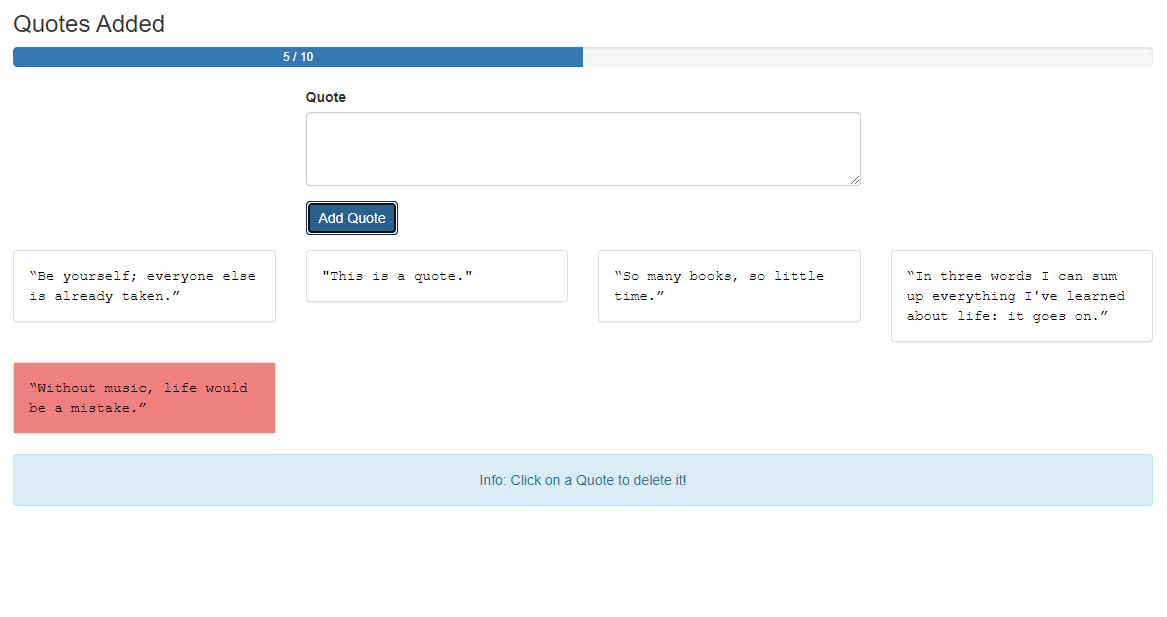 Quotes Added
5 / 10
Quote
Add Quote
“Be yourself; everyone else
is already taken.”
"This is a quote."
“So many books, so little
time.”
“In three words I can sum
up everything I've learned
about life: it goes on.”
“Without music, life would
be a mistake.”
Info: Click on a Quote to delete it!